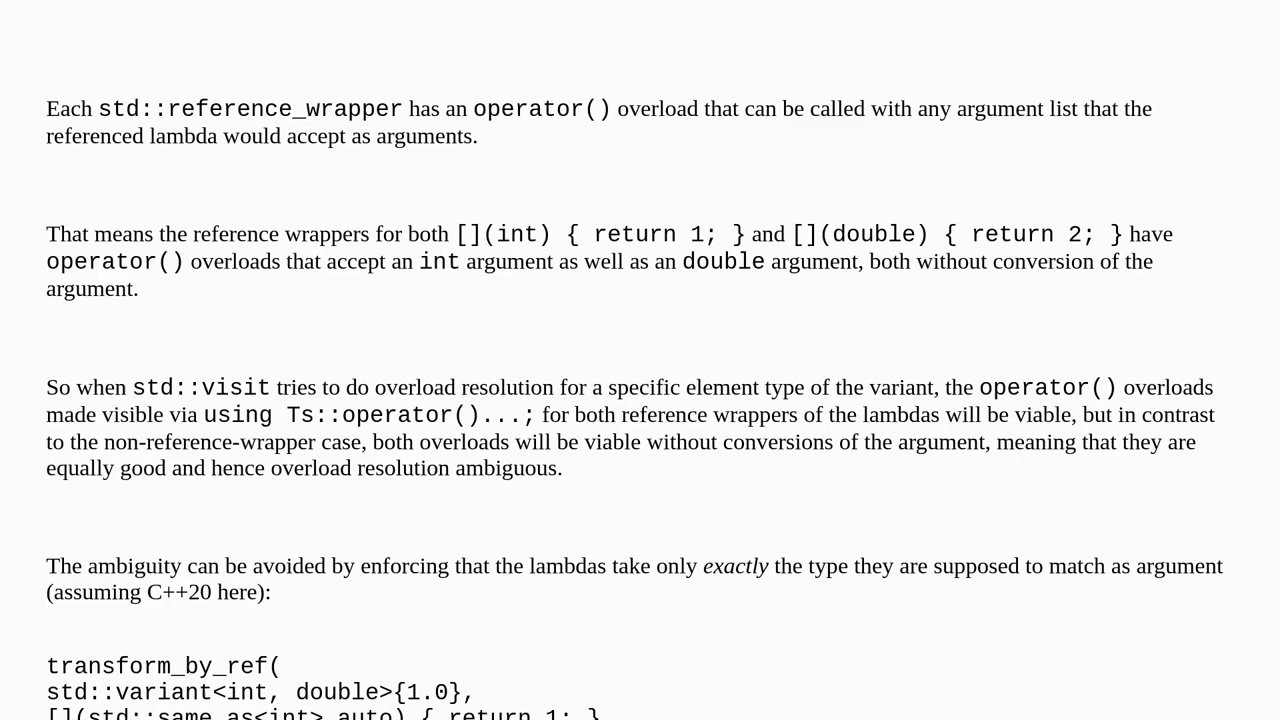 Each std::reference_wrapper has an operator() overload that can be called with any argument list that the
referenced lambda would accept as arguments.
That means the reference wrappers for both [](int) { return 1; } and [](double) { return 2; } have
operator() overloads that accept an int argument as well as an double argument, both without conversion of the
argument.
So when std::visit tries to do overload resolution for a specific element type of the variant, the operator() overloads
made visible via using Ts::operator()...; for both reference wrappers of the lambdas will be viable, but in contrast
to the non-reference-wrapper case, both overloads will be viable without conversions of the argument, meaning that they are
equally good and hence overload resolution ambiguous.
The ambiguity can be avoided by enforcing that the lambdas take only exactly the type they are supposed to match as argument
(assuming C++20 here):
transform_by_ref(
std::variant<int, double>{1.0},
[](std::same_as<int> auto) { return 1; }